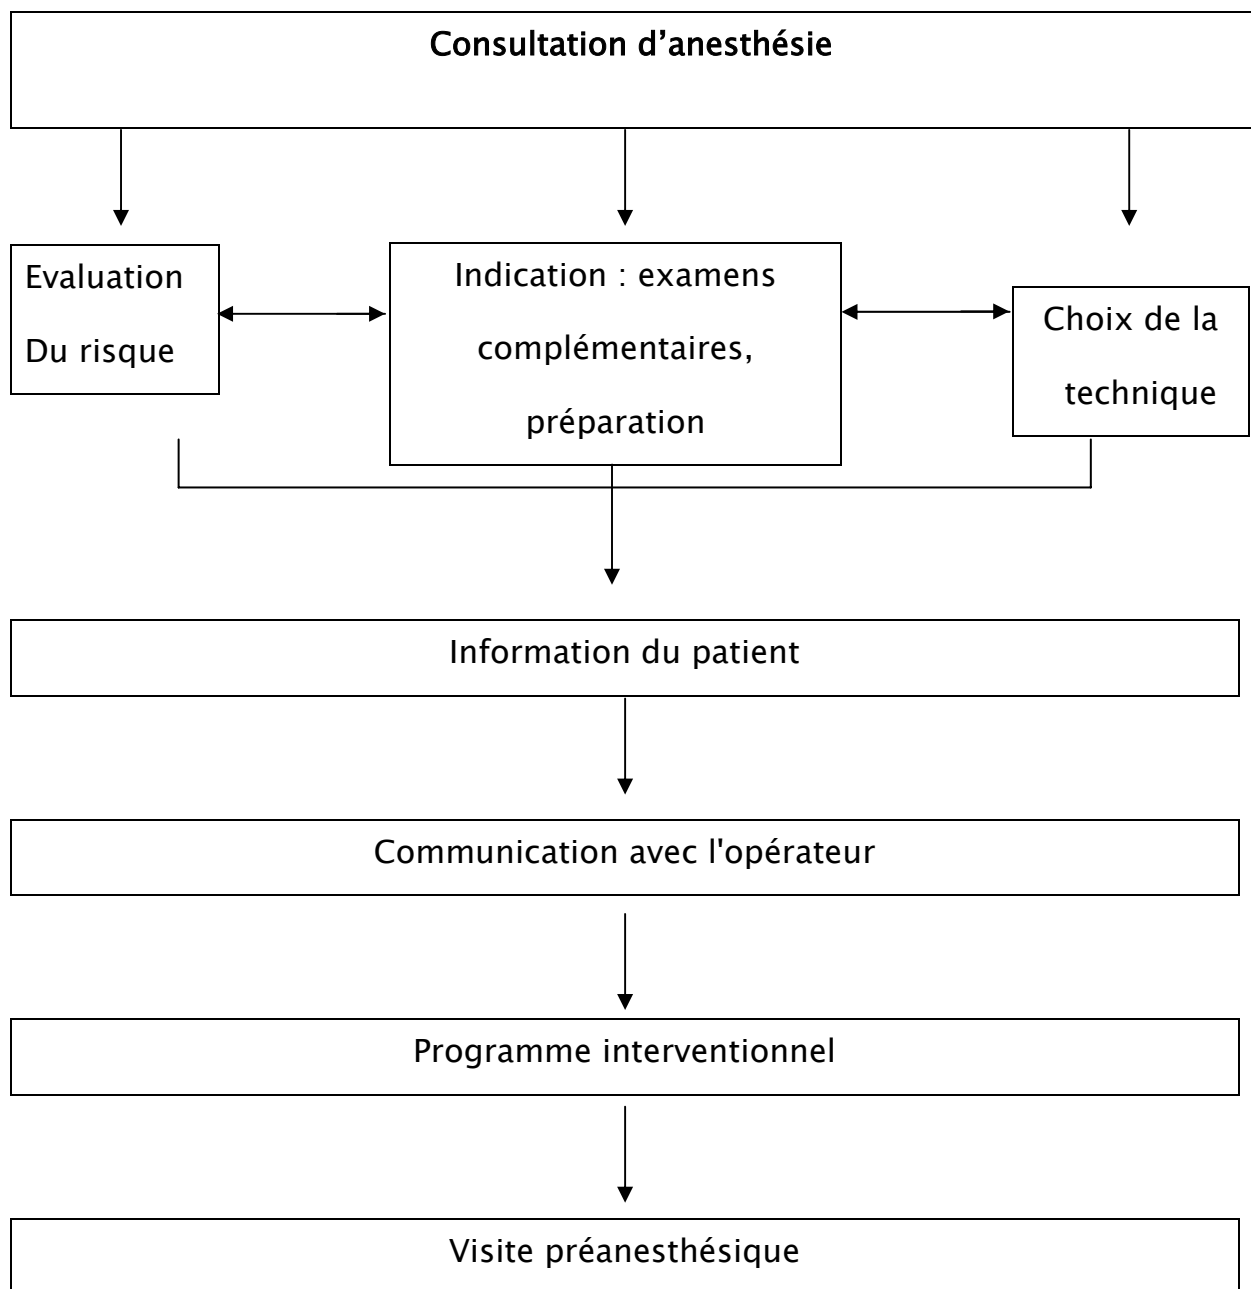 Consultation d’anesthésie
Evaluation
Du risque
Indication : examens
complémentaires,
préparation
Choix de la
technique
Information du patient
Communication avec l'opérateur
Programme interventionnel
Visite préanesthésique